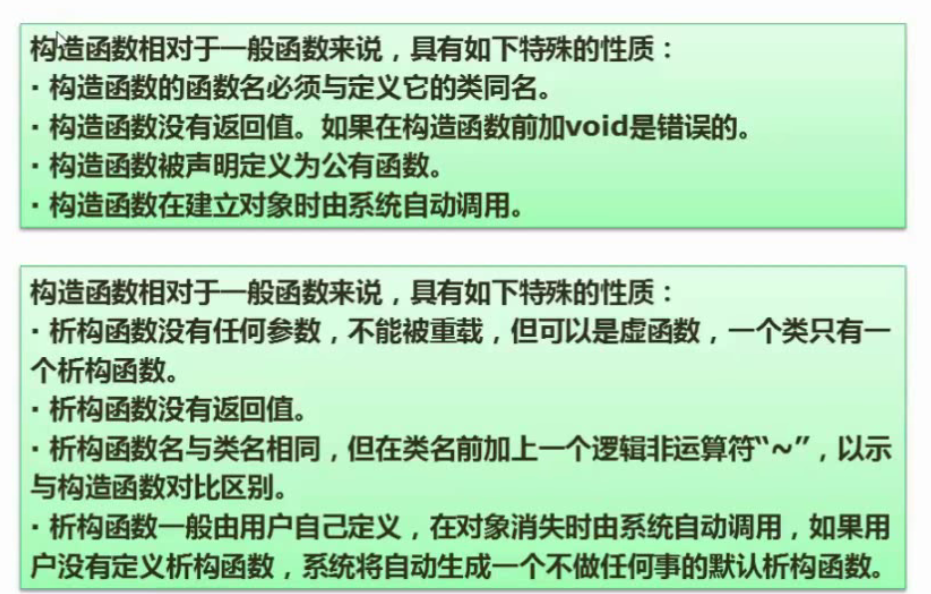 构造函数相对于一般函数来说，具有如下特殊的性质：
· 构造函数的函数名必须与定义它的类同名。
· 构造函数没有返回值。如果在构造函数前加void是错误的。
· 构造函数被声明定义为公有函数。
· 构造函数在建立对象时由系统自动调用。
构造函数相对于一般函数来说，具有如下特殊的性质：
· 析构函数没有任何参数，不能被重载，但可以是虚函数，一个类只有一
个析构函数。
· 析构函数没有返回值。
· 析构函数名与类名相同，但在类名前加上一个逻辑非运算符“~”，以示
与构造函数对比区别。
· 析构函数一般由用户自己定义，在对象消失时由系统自动调用，如果用
户没有定义析构函数，系统将自动生成一个不做任何事的默认析构函数。